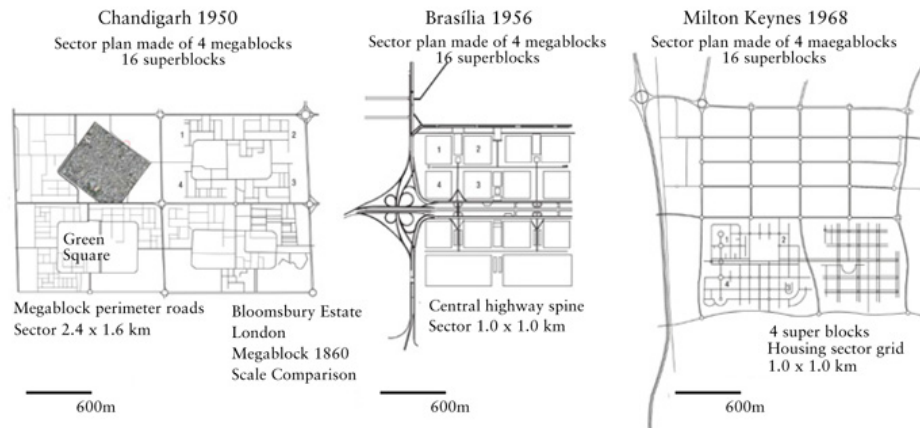 Chandigarh 1950
Sector plan made of 4 megablocks
16 superblocks
1
2
4
3
Green
Square
Megablock perimeter roads
Sector 2.4 x 1.6 km
Bloomsbury Estate
London
Megablock 1860
Scale Comparison
600m
Brasília 1956
Sector plan made of 4 megablocks
16 superblocks
1
2
4
3
Central highway spine
Sector 1.0 x 1.0 km
600m
Milton Keynes 1968
Sector plan made of 4 maegablocks
16 superblocks
1
2
4
4 super blocks
Housing sector grid
1.0 x 1.0 km
600m